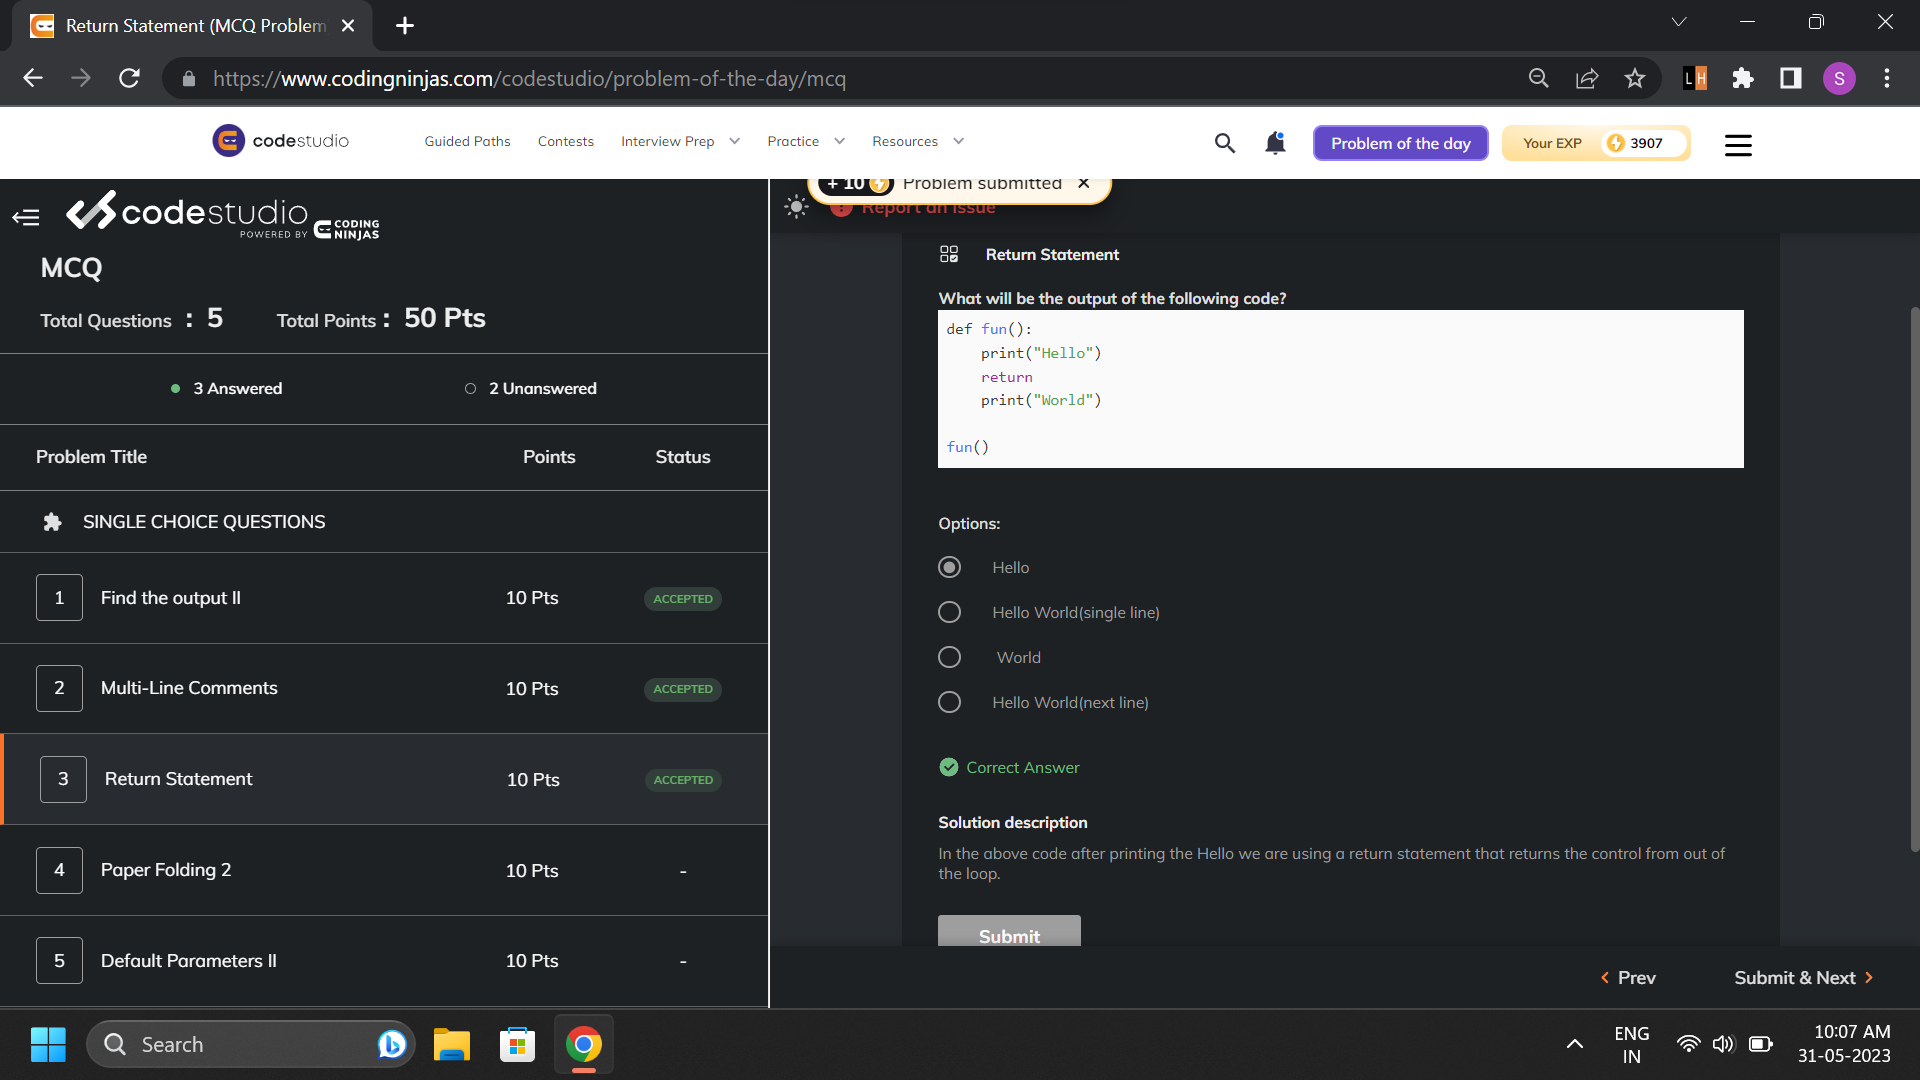 Return Statement (MCQ Problem
https://www.codingninjas.com/codestudio/problem-of-the-day/mcq
L H
S
codestudio
Guided Paths
Contests
Interview Prep
Practice
Resources
Problem of the day
Your EXP
3907
codestudio
POWERED BY CODING NINJAS
+ 10 Problem submitted
Report an issue
MCQ
Total Questions : 5
Total Points : 50 Pts
3 Answered
2 Unanswered
Problem Title
Points
Status
SINGLE CHOICE QUESTIONS
1 Find the output II 10 Pts ACCEPTED
2 Multi-Line Comments 10 Pts ACCEPTED
3 Return Statement 10 Pts ACCEPTED
4 Paper Folding 2 10 Pts -
5 Default Parameters II 10 Pts -
Return Statement
What will be the output of the following code?
def fun():
    print("Hello")
    return
    print("World")
fun()
Options:
Hello
Hello World(single line)
World
Hello World(next line)
Correct Answer
Solution description
In the above code after printing the Hello we are using a return statement that returns the control from out of
the loop.
Submit
Prev
Submit & Next
Search
ENG
IN
10:07 AM
31-05-2023